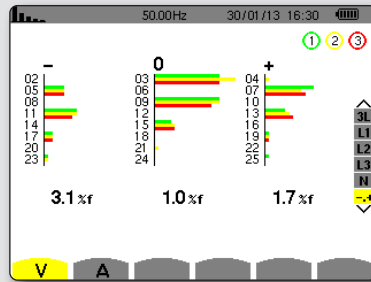 50.00Hz 30/01/13 16:30
1 2 3
- 0 +
02 03 04
05 06 07
08 09 10
11 12 13
14 15 16
17 18 19
20 21 22
23 24 25
3L
L1
L2
L3
N
-.+
3.1 %f 1.0 %f 1.7 %f
V A